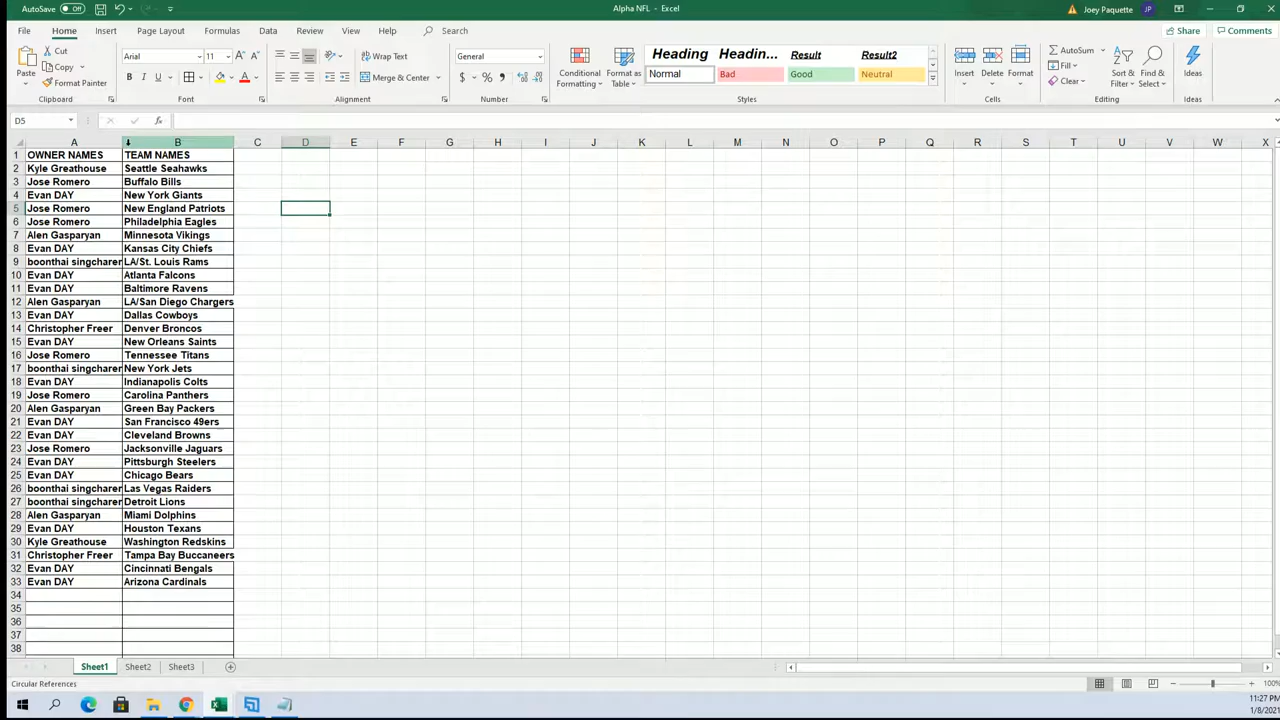 AutoSave Off
Alpha NFL - Excel
Joey Paquette JP
File Home Insert Page Layout Formulas Data Review View Help Search Share Comments
Paste Cut Copy Format Painter Clipboard
Arial 11 Font
Wrap Text Merge & Center Alignment
General Number
Conditional Formatting Format as Table
Heading Headin... Result Result2
Normal Bad Good Neutral
Styles
Insert Delete Format Cells
AutoSum Fill Clear Sort & Filter Find & Select Editing
Ideas Ideas
D5 fx
A B C D E F G H I J K L M N O P Q R S T U V W X
1 OWNER NAMES TEAM NAMES
2 Kyle Greathouse Seattle Seahawks
3 Jose Romero Buffalo Bills
4 Evan DAY New York Giants
5 Jose Romero New England Patriots
6 Jose Romero Philadelphia Eagles
7 Alen Gasparyan Minnesota Vikings
8 Evan DAY Kansas City Chiefs
9 boonthai singcharer LA/St. Louis Rams
10 Evan DAY Atlanta Falcons
11 Evan DAY Baltimore Ravens
12 Alen Gasparyan LA/San Diego Chargers
13 Evan DAY Dallas Cowboys
14 Christopher Freer Denver Broncos
15 Evan DAY New Orleans Saints
16 Jose Romero Tennessee Titans
17 boonthai singcharer New York Jets
18 Evan DAY Indianapolis Colts
19 Jose Romero Carolina Panthers
20 Alen Gasparyan Green Bay Packers
21 Evan DAY San Francisco 49ers
22 Evan DAY Cleveland Browns
23 Jose Romero Jacksonville Jaguars
24 Evan DAY Pittsburgh Steelers
25 Evan DAY Chicago Bears
26 boonthai singcharer Las Vegas Raiders
27 boonthai singcharer Detroit Lions
28 Alen Gasparyan Miami Dolphins
29 Evan DAY Houston Texans
30 Kyle Greathouse Washington Redskins
31 Christopher Freer Tampa Bay Buccaneers
32 Evan DAY Cincinnati Bengals
33 Evan DAY Arizona Cardinals
34
35
36
37
38
Sheet1 Sheet2 Sheet3
Circular References
100%
11:27 PM
1/8/2021